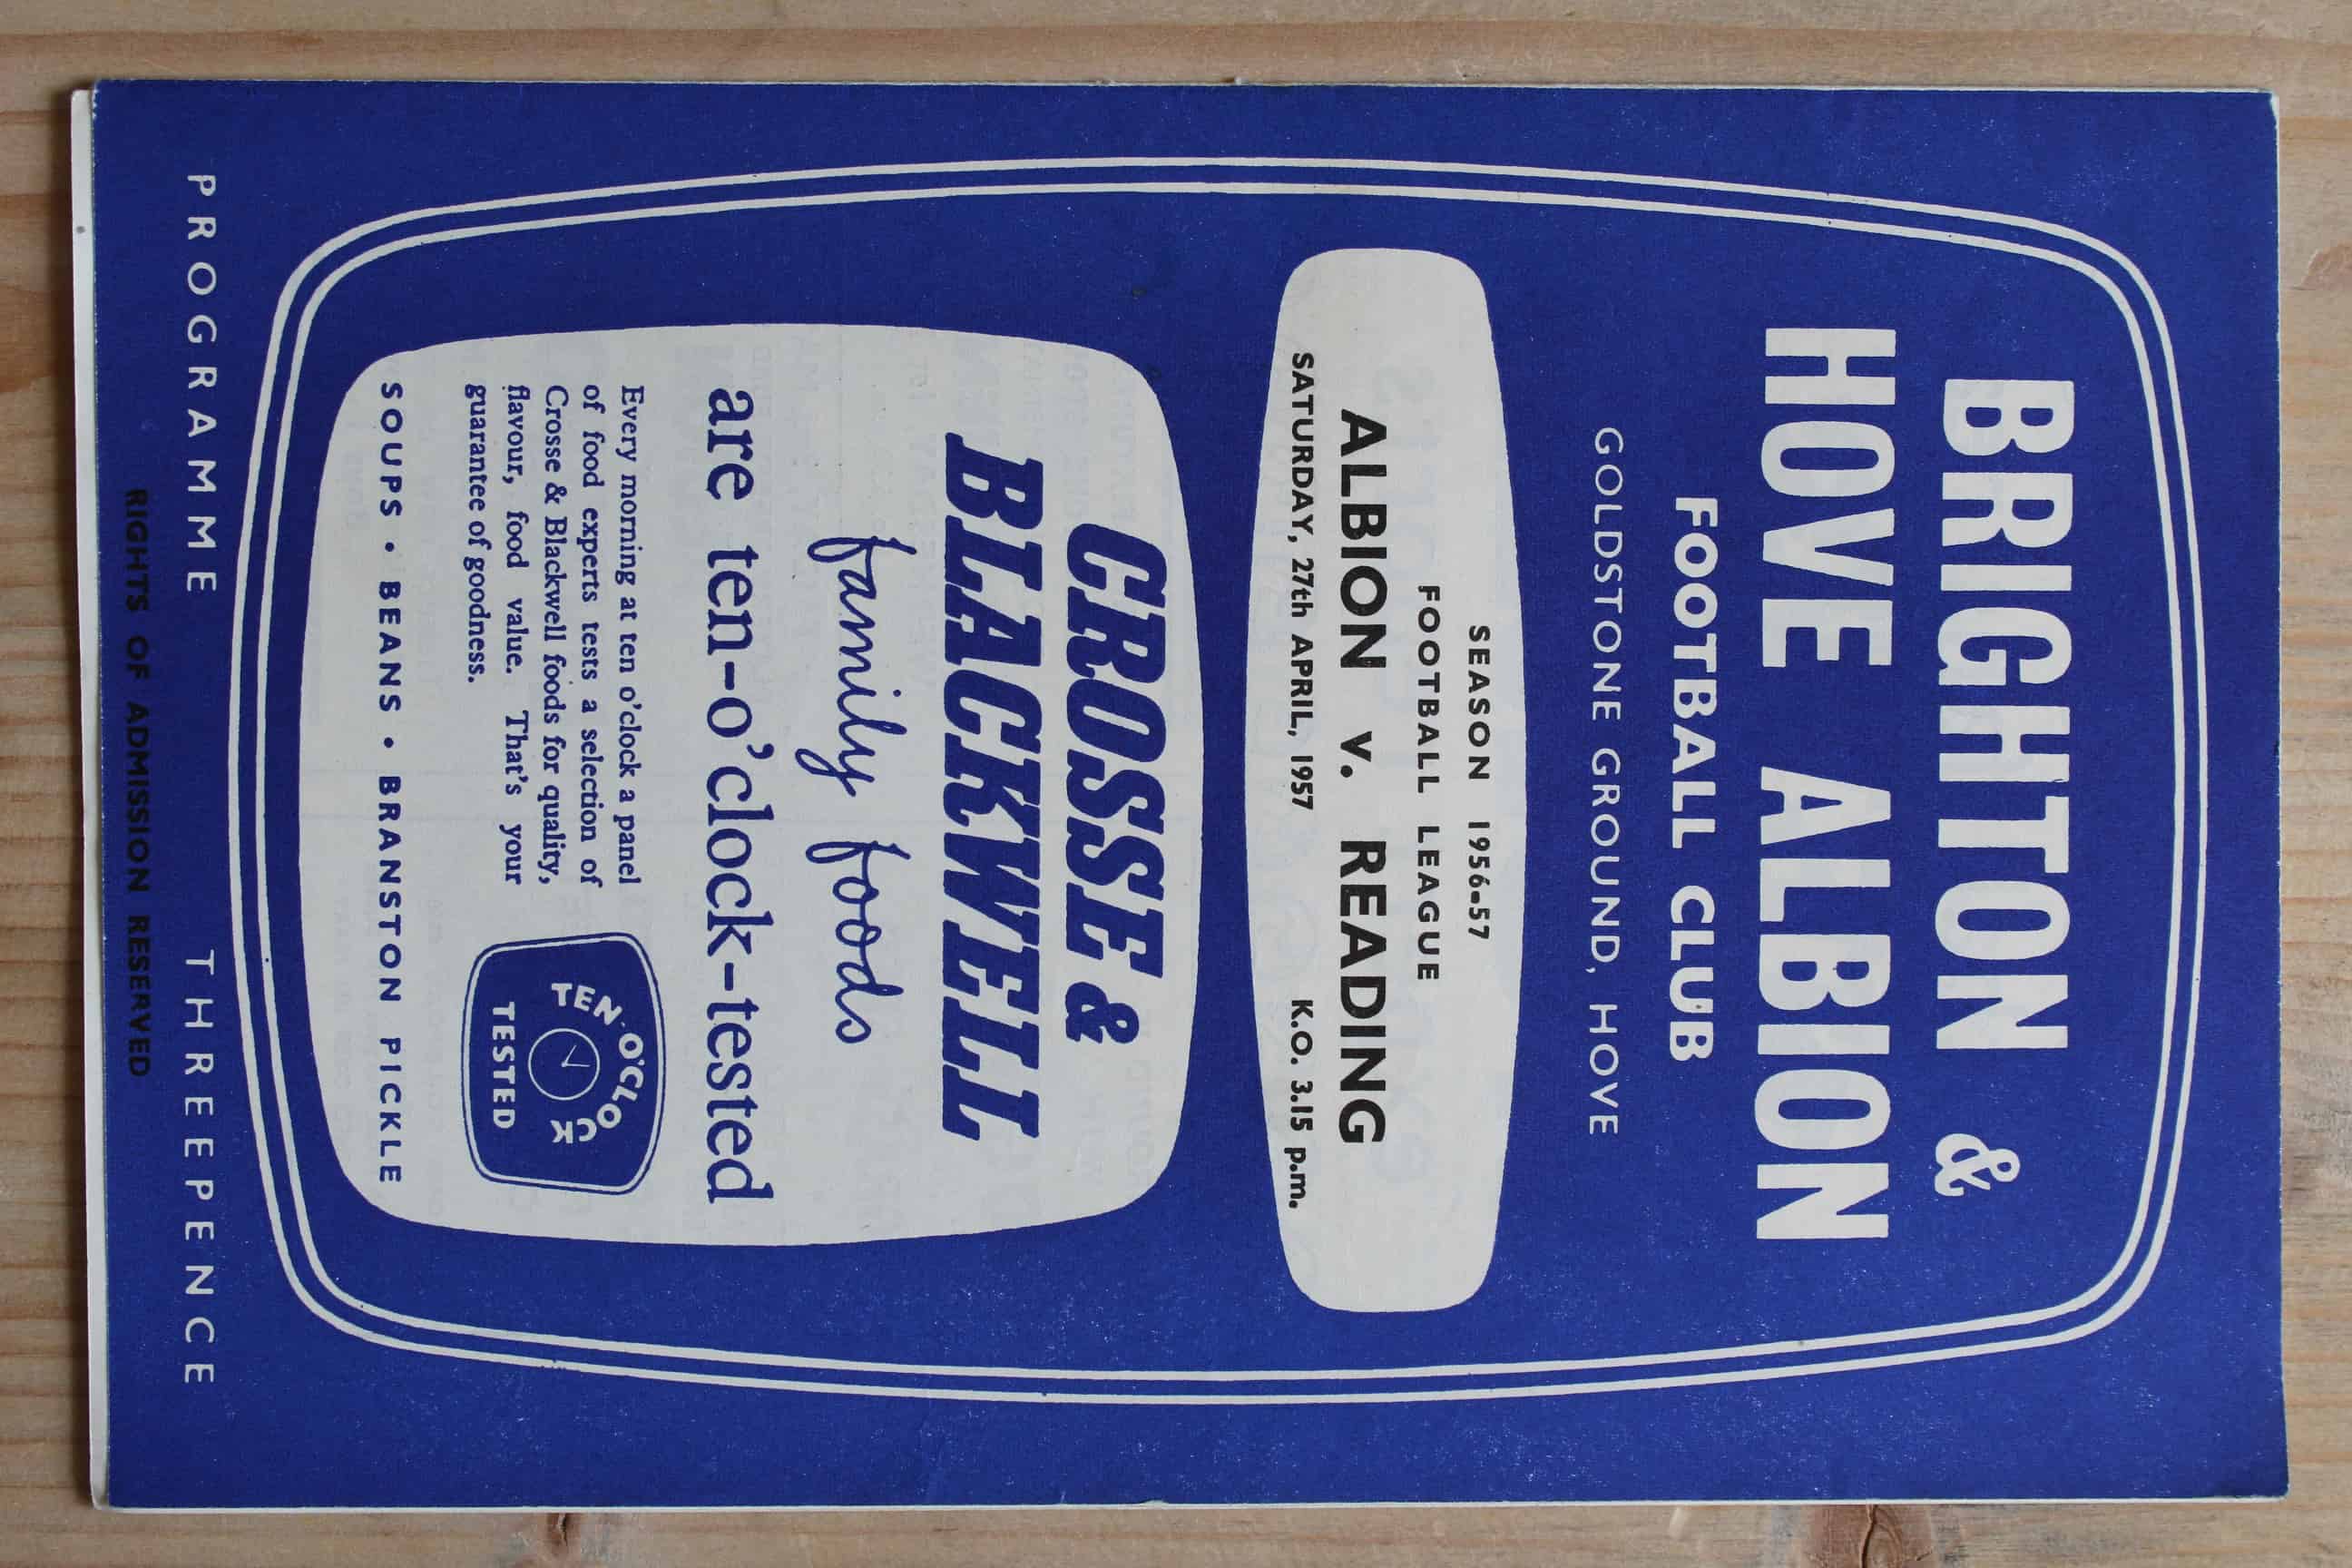 BRIGHTON &
HOVE ALBION
FOOTBALL CLUB
GOLDSTONE GROUND, HOVE
SEASON 1956-57
FOOTBALL LEAGUE
ALBION v. READING
SATURDAY, 27th APRIL, 1957 K.O. 3.15 p.m.
CROSSE &
BLACKWELL
family foods
are ten-o'clock-tested
Every morning at ten o'clock a panel
of food experts tests a selection of
Crosse & Blackwell foods for quality,
flavour, food value. That's your
guarantee of goodness.
TEN-O'CLOCK
TESTED
SOUPS • BEANS • BRANSTON PICKLE
PROGRAMME THREEPENCE
RIGHTS OF ADMISSION RESERVED